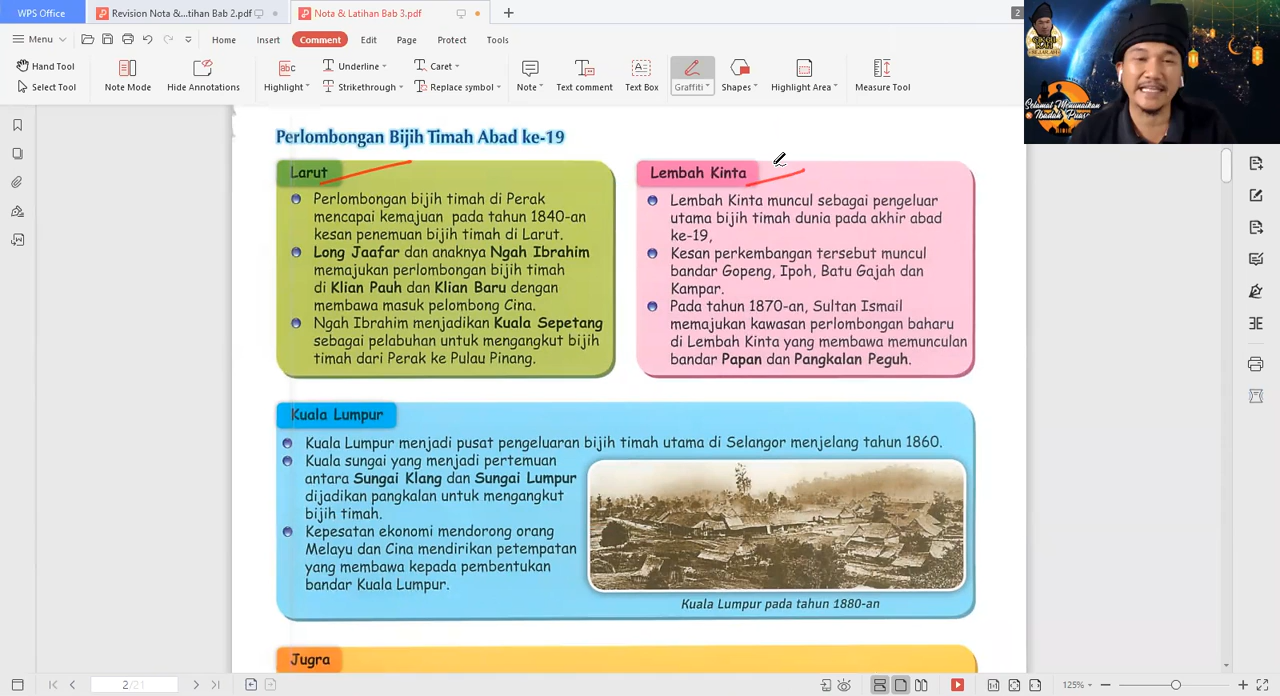 WPS Office
Revision Nota &...tihan Bab 2.pdf
Nota & Latihan Bab 3.pdf
2
Menu
Home
Insert
Comment
Edit
Page
Protect
Tools
Hand Tool
Select Tool
Note Mode
Hide Annotations
Highlight
Underline
Strikethrough
Caret
Replace symbol
Note
Text comment
Text Box
Graffiti
Shapes
Highlight Area
Measure Tool
Selamat Menunaikan
Ibadah Puasa
Perlombongan Bijih Timah Abad ke-19
Larut
Perlombongan bijih timah di Perak
mencapai kemajuan pada tahun 1840-an
kesan penemuan bijih timah di Larut.
Long Jaafar dan anaknya Ngah Ibrahim
memajukan perlombongan bijih timah
di Klian Pauh dan Klian Baru dengan
membawa masuk pelombong Cina.
Ngah Ibrahim menjadikan Kuala Sepetang
sebagai pelabuhan untuk mengangkut bijih
timah dari Perak ke Pulau Pinang.
Lembah Kinta
Lembah Kinta muncul sebagai pengeluar
utama bijih timah dunia pada akhir abad
ke-19,
Kesan perkembangan tersebut muncul
bandar Gopeng, Ipoh, Batu Gajah dan
Kampar.
Pada tahun 1870-an, Sultan Ismail
memajukan kawasan perlombongan baharu
di Lembah Kinta yang membawa memunculan
bandar Papan dan Pangkalan Peguh.
Kuala Lumpur
Kuala Lumpur menjadi pusat pengeluaran bijih timah utama di Selangor menjelang tahun 1860.
Kuala sungai yang menjadi pertemuan
antara Sungai Klang dan Sungai Lumpur
dijadikan pangkalan untuk mengangkut
bijih timah.
Kepesatan ekonomi mendorong orang
Melayu dan Cina mendirikan petempatan
yang membawa kepada pembentukan
bandar Kuala Lumpur.
Kuala Lumpur pada tahun 1880-an
Jugra
2/21
125%